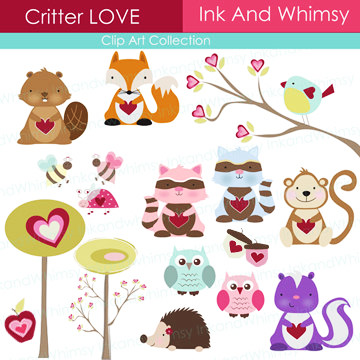 Critter LOVE
Ink And Whimsy
Clip Art Collection